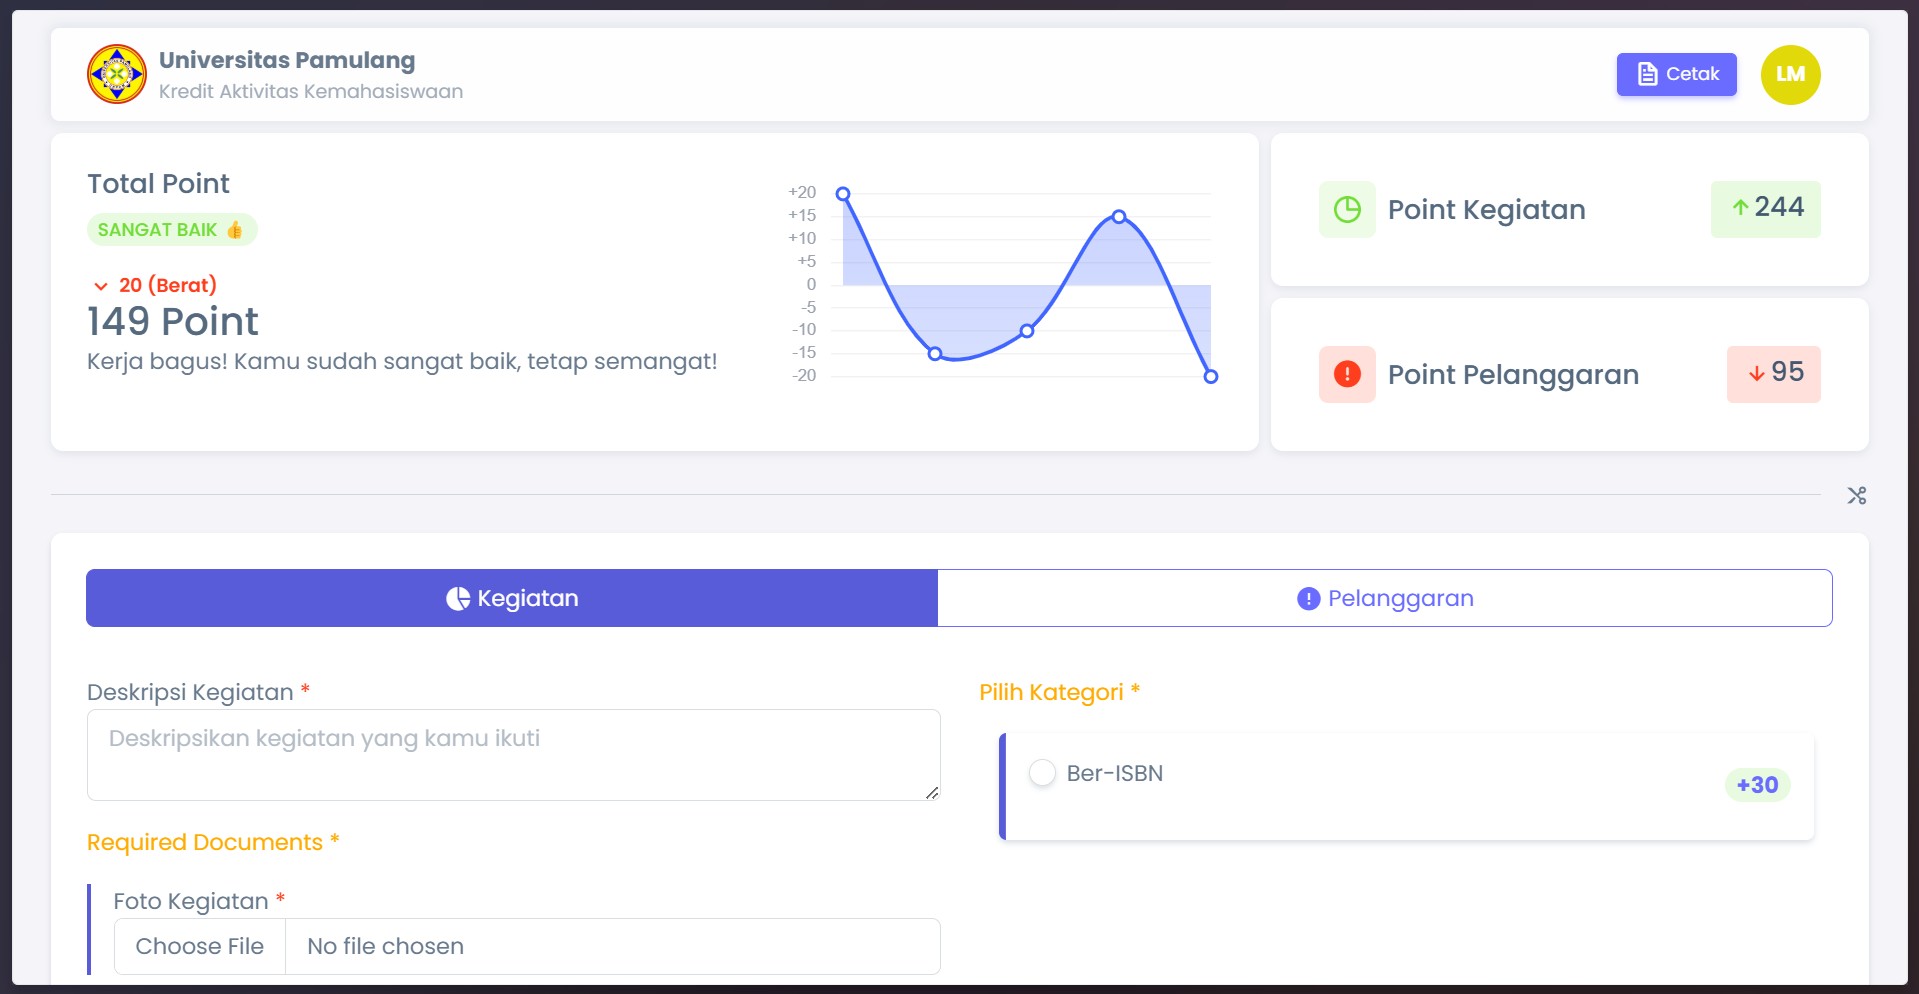 Universitas Pamulang
Kredit Aktivitas Kemahasiswaan
Cetak
LM
Total Point
SANGAT BAIK 👍
20 (Berat)
149 Point
Kerja bagus! Kamu sudah sangat baik, tetap semangat!
+20
+15
+10
+5
0
-5
-10
-15
-20
Point Kegiatan
244
Point Pelanggaran
95
Kegiatan
Pelanggaran
Deskripsi Kegiatan *
Deskripsikan kegiatan yang kamu ikuti
Required Documents *
Foto Kegiatan *
Choose File No file chosen
Pilih Kategori *
Ber-ISBN
+30